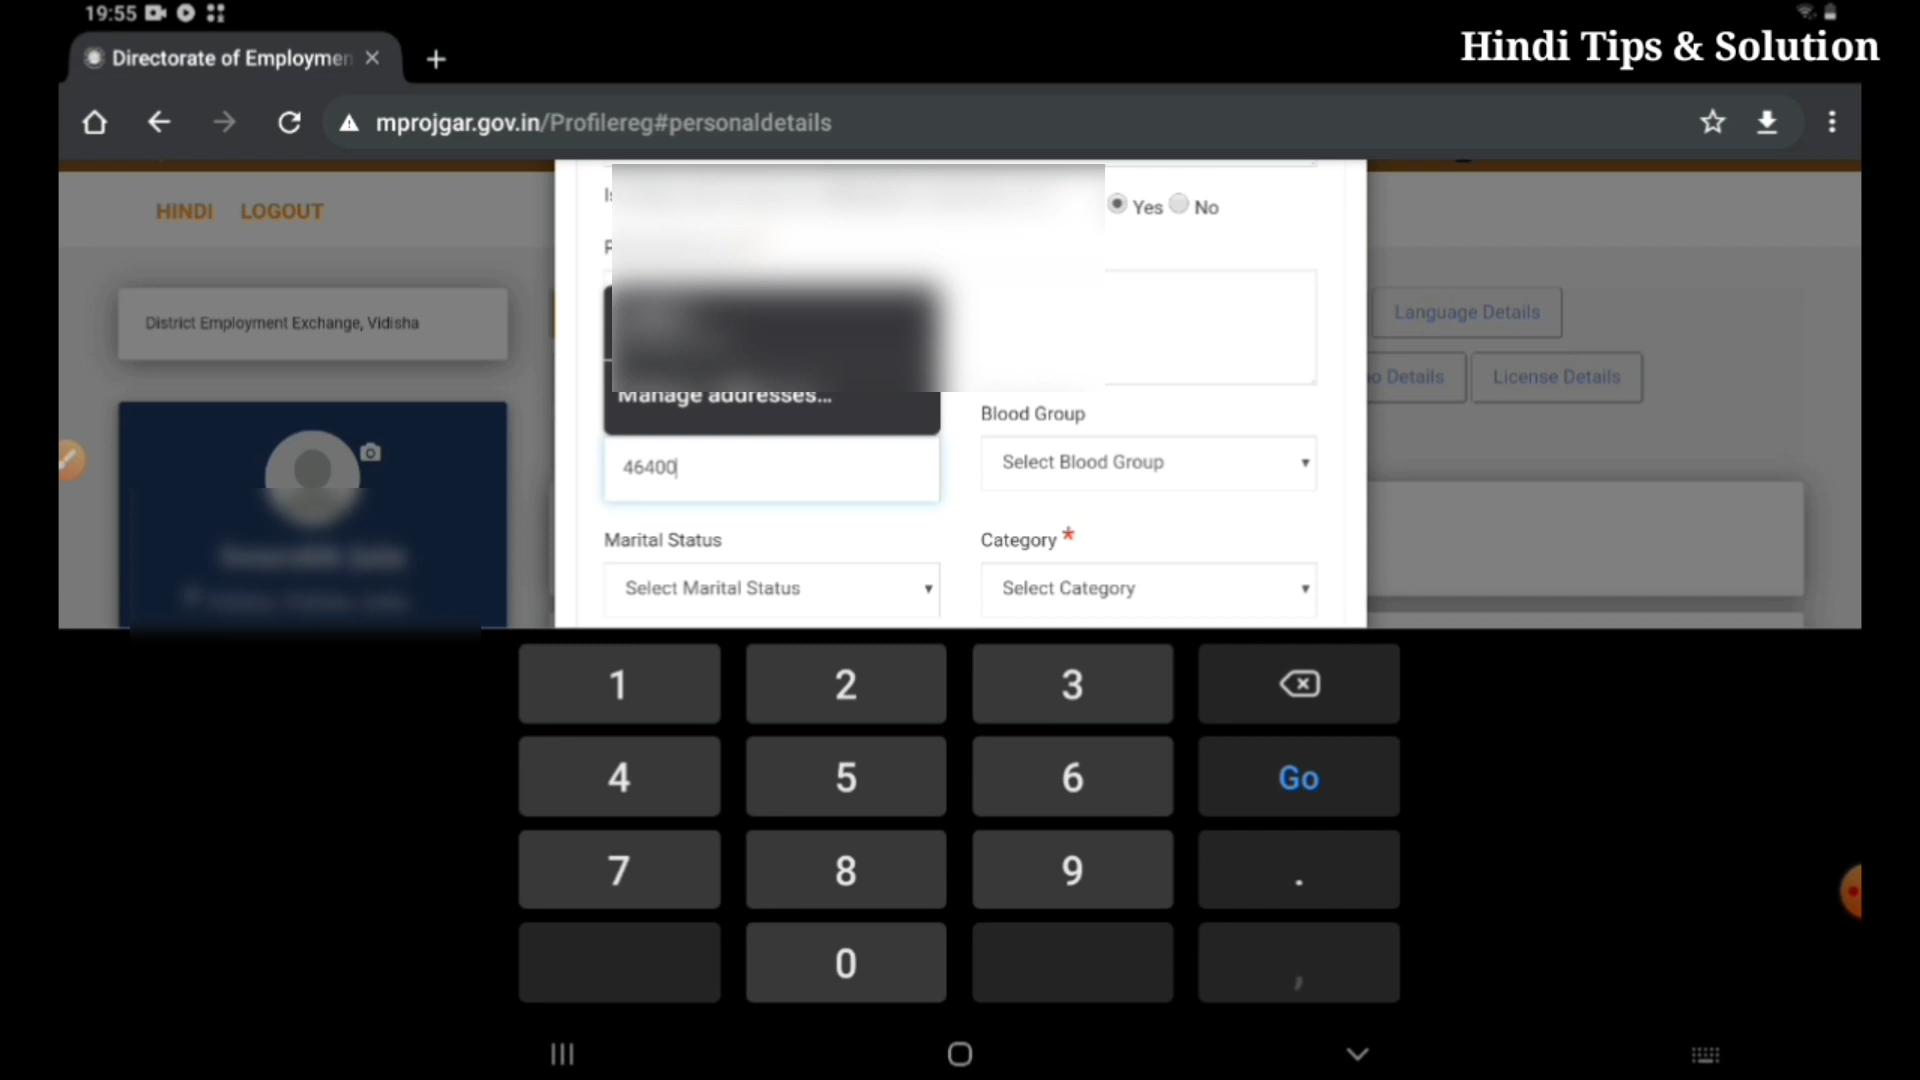 19:55
Hindi Tips & Solution
Directorate of Employmen
mprojgar.gov.in/Profilereg#personaldetails
HINDI LOGOUT
Yes No
District Employment Exchange, Vidisha
Language Details
Details
License Details
Manage addresses...
Blood Group
46400
Select Blood Group
Marital Status
Category *
Select Marital Status
Select Category
1 2 3
4 5 6 Go
7 8 9 .
0 ,